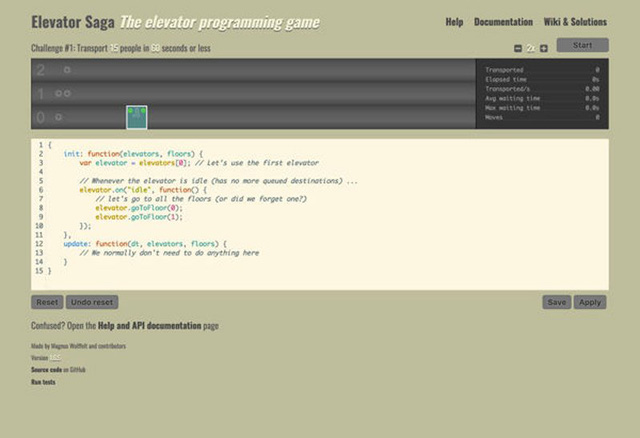 Elevator Saga The elevator programming game
Help Documentation Wiki & Solutions
Challenge #1: Transport 15 people in 60 seconds or less
2x
Start
2
1
0
Transported 0
Elapsed time 0s
Transported/s 0.00
Avg waiting time 0.0s
Max waiting time 0.0s
Moves 0
1 {
2 init: function(elevators, floors) {
3 var elevator = elevators[0]; // Let's use the first elevator
4
5 // Whenever the elevator is idle (has no more queued destinations) ...
6 elevator.on("idle", function() {
7 // let's go to all the floors (or did we forget one?)
8 elevator.goToFloor(0);
9 elevator.goToFloor(1);
10 });
11 },
12 update: function(dt, elevators, floors) {
13 // We normally don't need to do anything here
14 }
15 }
Reset Undo reset Save Apply
Confused? Open the Help and API documentation page
Made by Magnus Wolffelt and contributors
Version
Source code on GitHub
Run tests